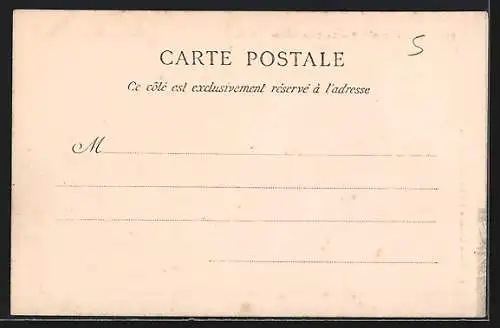 CARTE POSTALE
5
Ce côté est exclusivement réservé à l'adresse
M